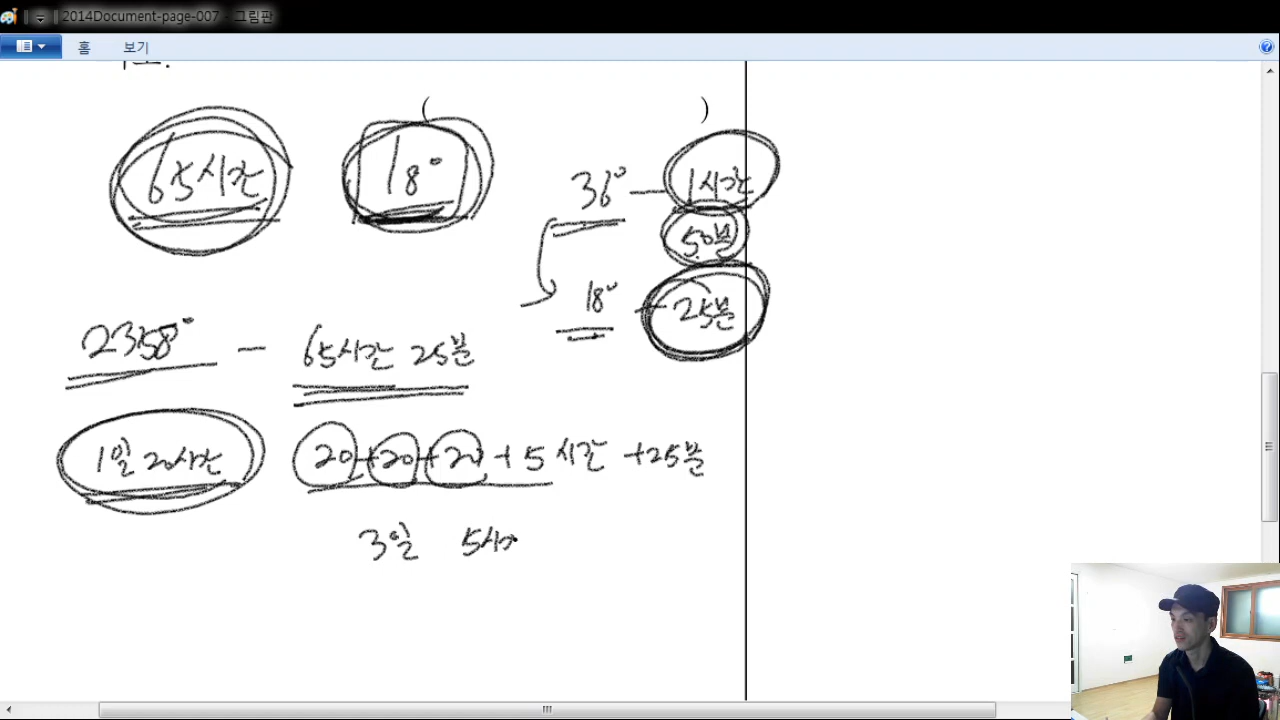 2014Document-page-007 - 그림판
홈 보기
( )
65시간 18° 36° - 1시간
50분
18° - 25분
2358° - 65시간 25분
1일 20시간 20+20+20+5시간+25분
3일 5시